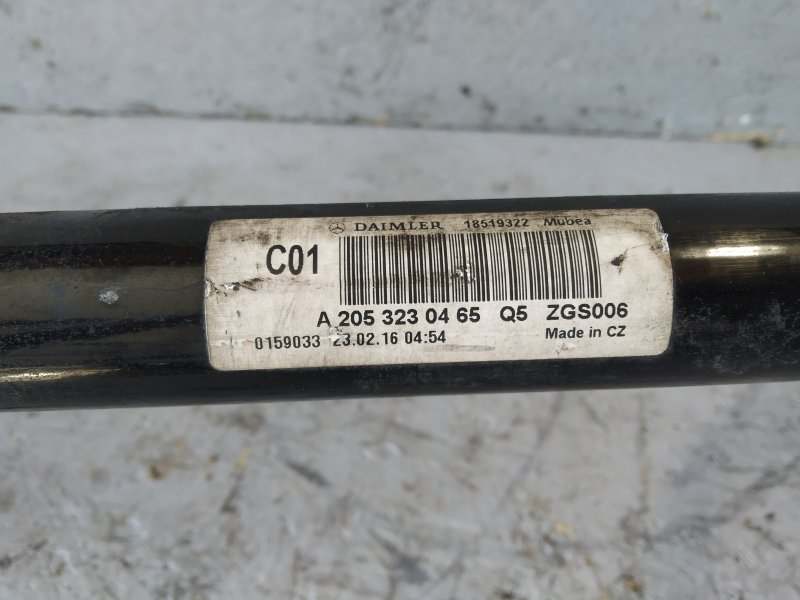 DAIMLER 18519322 Mubea
C01
A 205 323 04 65 Q5 ZGS006
0159033 23.02.16 04:54 Made in CZ